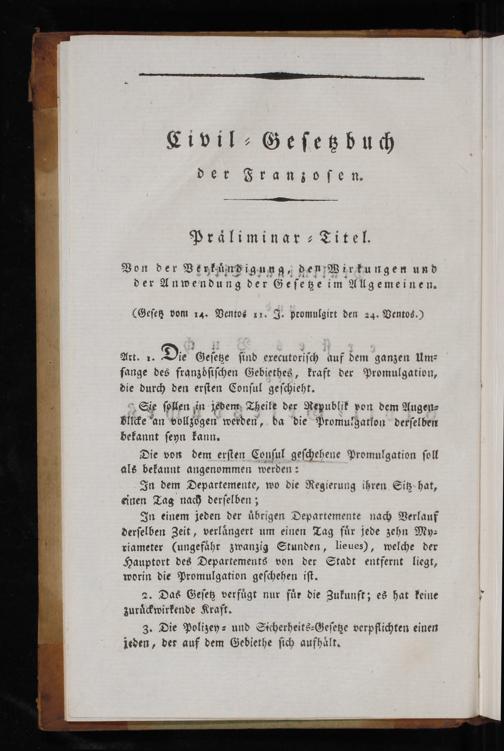 Civil-Gesetzbuch
der Franzosen.
Präliminar-Titel.
Von der Verkündigung, den Wirkungen und
der Anwendung der Gesetze im Allgemeinen.
(Gesetz vom 14. Ventos 11. J. promulgirt den 24. Ventos.)
Art. 1. Die Gesetze sind executorisch auf dem ganzen Um-
fange des französischen Gebiethes, kraft der Promulgation,
die durch den ersten Consul geschieht.
Sie sollen in jedem Theile der Republik von dem Augen-
blicke an vollzogen werden, da die Promulgation derselben
bekannt seyn kann.
Die von dem ersten Consul geschehene Promulgation soll
als bekannt angenommen werden:
In dem Departemente, wo die Regierung ihren Sitz hat,
einen Tag nach derselben;
In einem jeden der übrigen Departemente nach Verlauf
derselben Zeit, verlängert um einen Tag für jede zehn My-
riameter (ungefähr zwanzig Stunden, lieues), welche der
Hauptort des Departements von der Stadt entfernt liegt,
worin die Promulgation geschehen ist.
2. Das Gesetz verfügt nur für die Zukunft; es hat keine
zurückwirkende Kraft.
3. Die Polizey- und Sicherheits-Gesetze verpflichten einen
jeden, der auf dem Gebiethe sich aufhält.